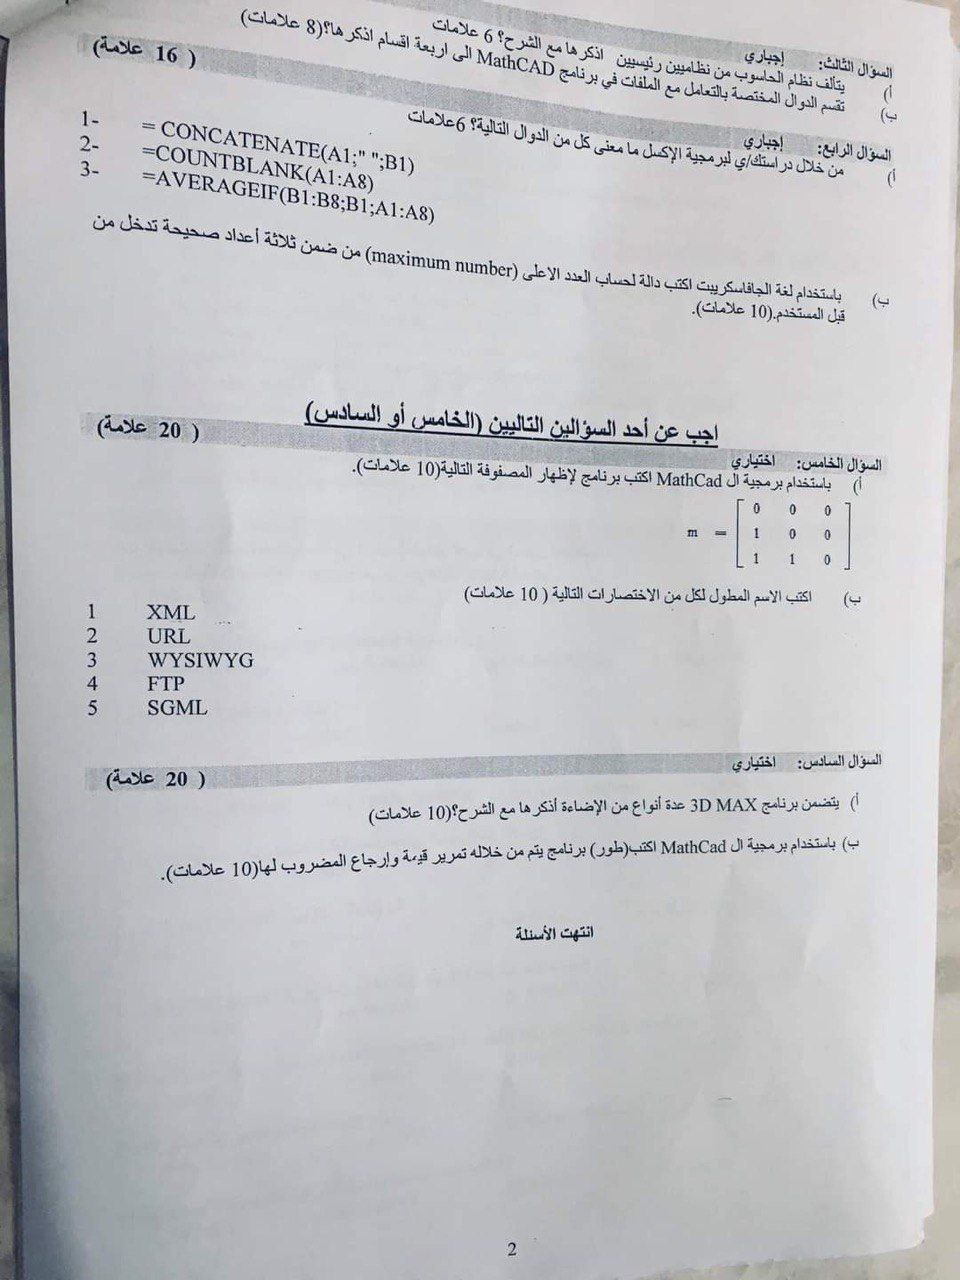 السؤال الثالث: إجباري
أ) يتألف نظام الحاسوب من نظاميين رئيسيين اذكرها مع الشرح؟ 6 علامات
ب) تقسم الدوال المختصة بالتعامل مع الملفات في برنامج MathCAD الى اربعة اقسام اذكرها؟(8 علامات)
السؤال الرابع: إجباري ( 16 علامة)
أ) من خلال دراستك/ي لبرمجية الإكسل ما معنى كل من الدوال التالية؟ 6علامات
1- = CONCATENATE(A1;" ";B1)
2- =COUNTBLANK(A1:A8)
3- =AVERAGEIF(B1:B8;B1;A1:A8)
ب) باستخدام لغة الجافاسكريبت اكتب دالة لحساب العدد الاعلى (maximum number) من ضمن ثلاثة أعداد صحيحة تدخل من
قبل المستخدم.(10 علامات).
اجب عن أحد السؤالين التاليين (الخامس أو السادس)
السؤال الخامس: اختياري ( 20 علامة)
أ) باستخدام برمجية ال MathCad اكتب برنامج لإظهار المصفوفة التالية(10 علامات).
0 0 0
m = 1 0 0
1 1 0
ب) اكتب الاسم المطول لكل من الاختصارات التالية ( 10 علامات)
1 XML
2 URL
3 WYSIWYG
4 FTP
5 SGML
السؤال السادس: اختياري ( 20 علامة)
أ) يتضمن برنامج 3D MAX عدة أنواع من الإضاءة أذكرها مع الشرح؟(10 علامات)
ب) باستخدام برمجية ال MathCad اكتب(طور) برنامج يتم من خلاله تمرير قيمة وإرجاع المضروب لها(10 علامات).
انتهت الأسئلة
2